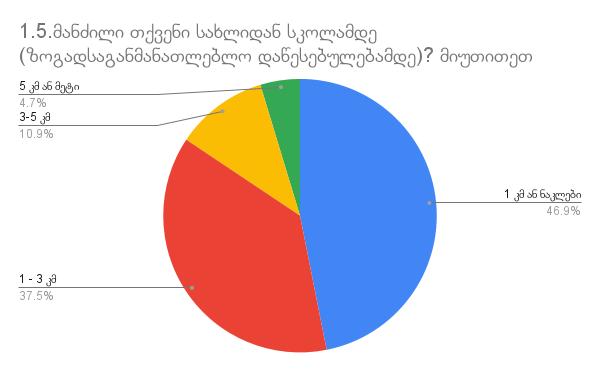 1.5.მანძილი თქვენი სახლიდან სკოლამდე
(ზოგადსაგანმანათლებლო დაწესებულებამდე)? მიუთითეთ
5 კმ ან მეტი
4.7%
3-5 კმ
10.9%
1 კმ ან ნაკლები
46.9%
1 - 3 კმ
37.5%